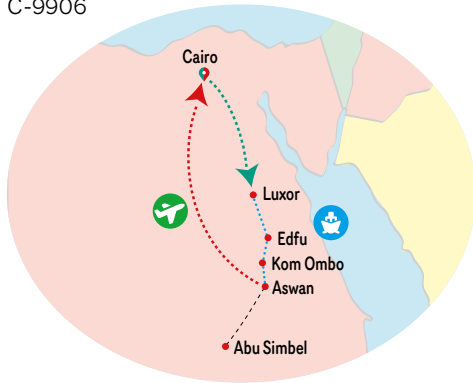 C-9906
Cairo
Luxor
Edfu
Kom Ombo
Aswan
Abu Simbel